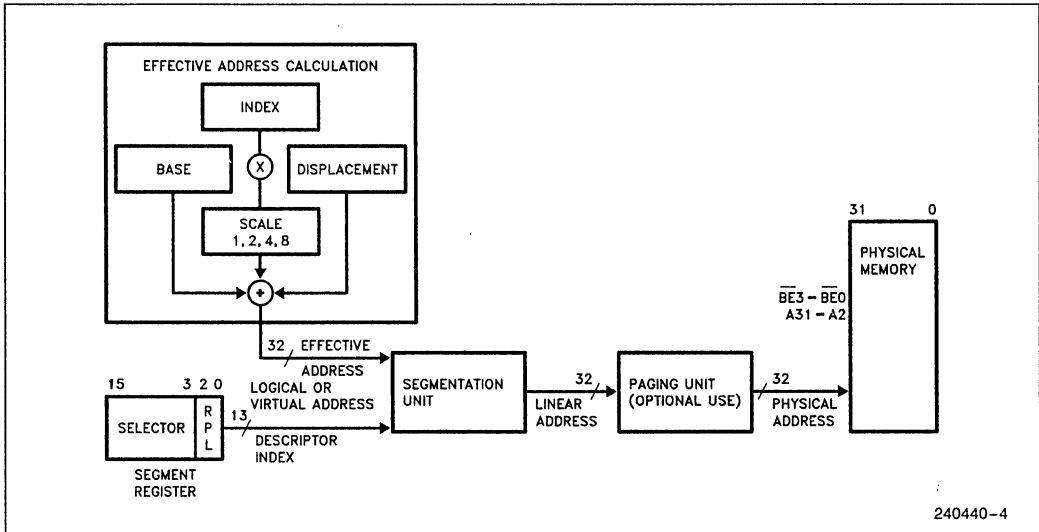 EFFECTIVE ADDRESS CALCULATION
INDEX
BASE
X
DISPLACEMENT
SCALE
1, 2, 4, 8
+
31 0
PHYSICAL
MEMORY
BE3 – BE0
A31 – A2
32 EFFECTIVE
ADDRESS
LOGICAL OR
VIRTUAL ADDRESS
15 3 2 0
SELECTOR
R
P
L
13
DESCRIPTOR
INDEX
SEGMENT
REGISTER
SEGMENTATION
UNIT
32
LINEAR
ADDRESS
PAGING UNIT
(OPTIONAL USE)
32
PHYSICAL
ADDRESS
240440–4